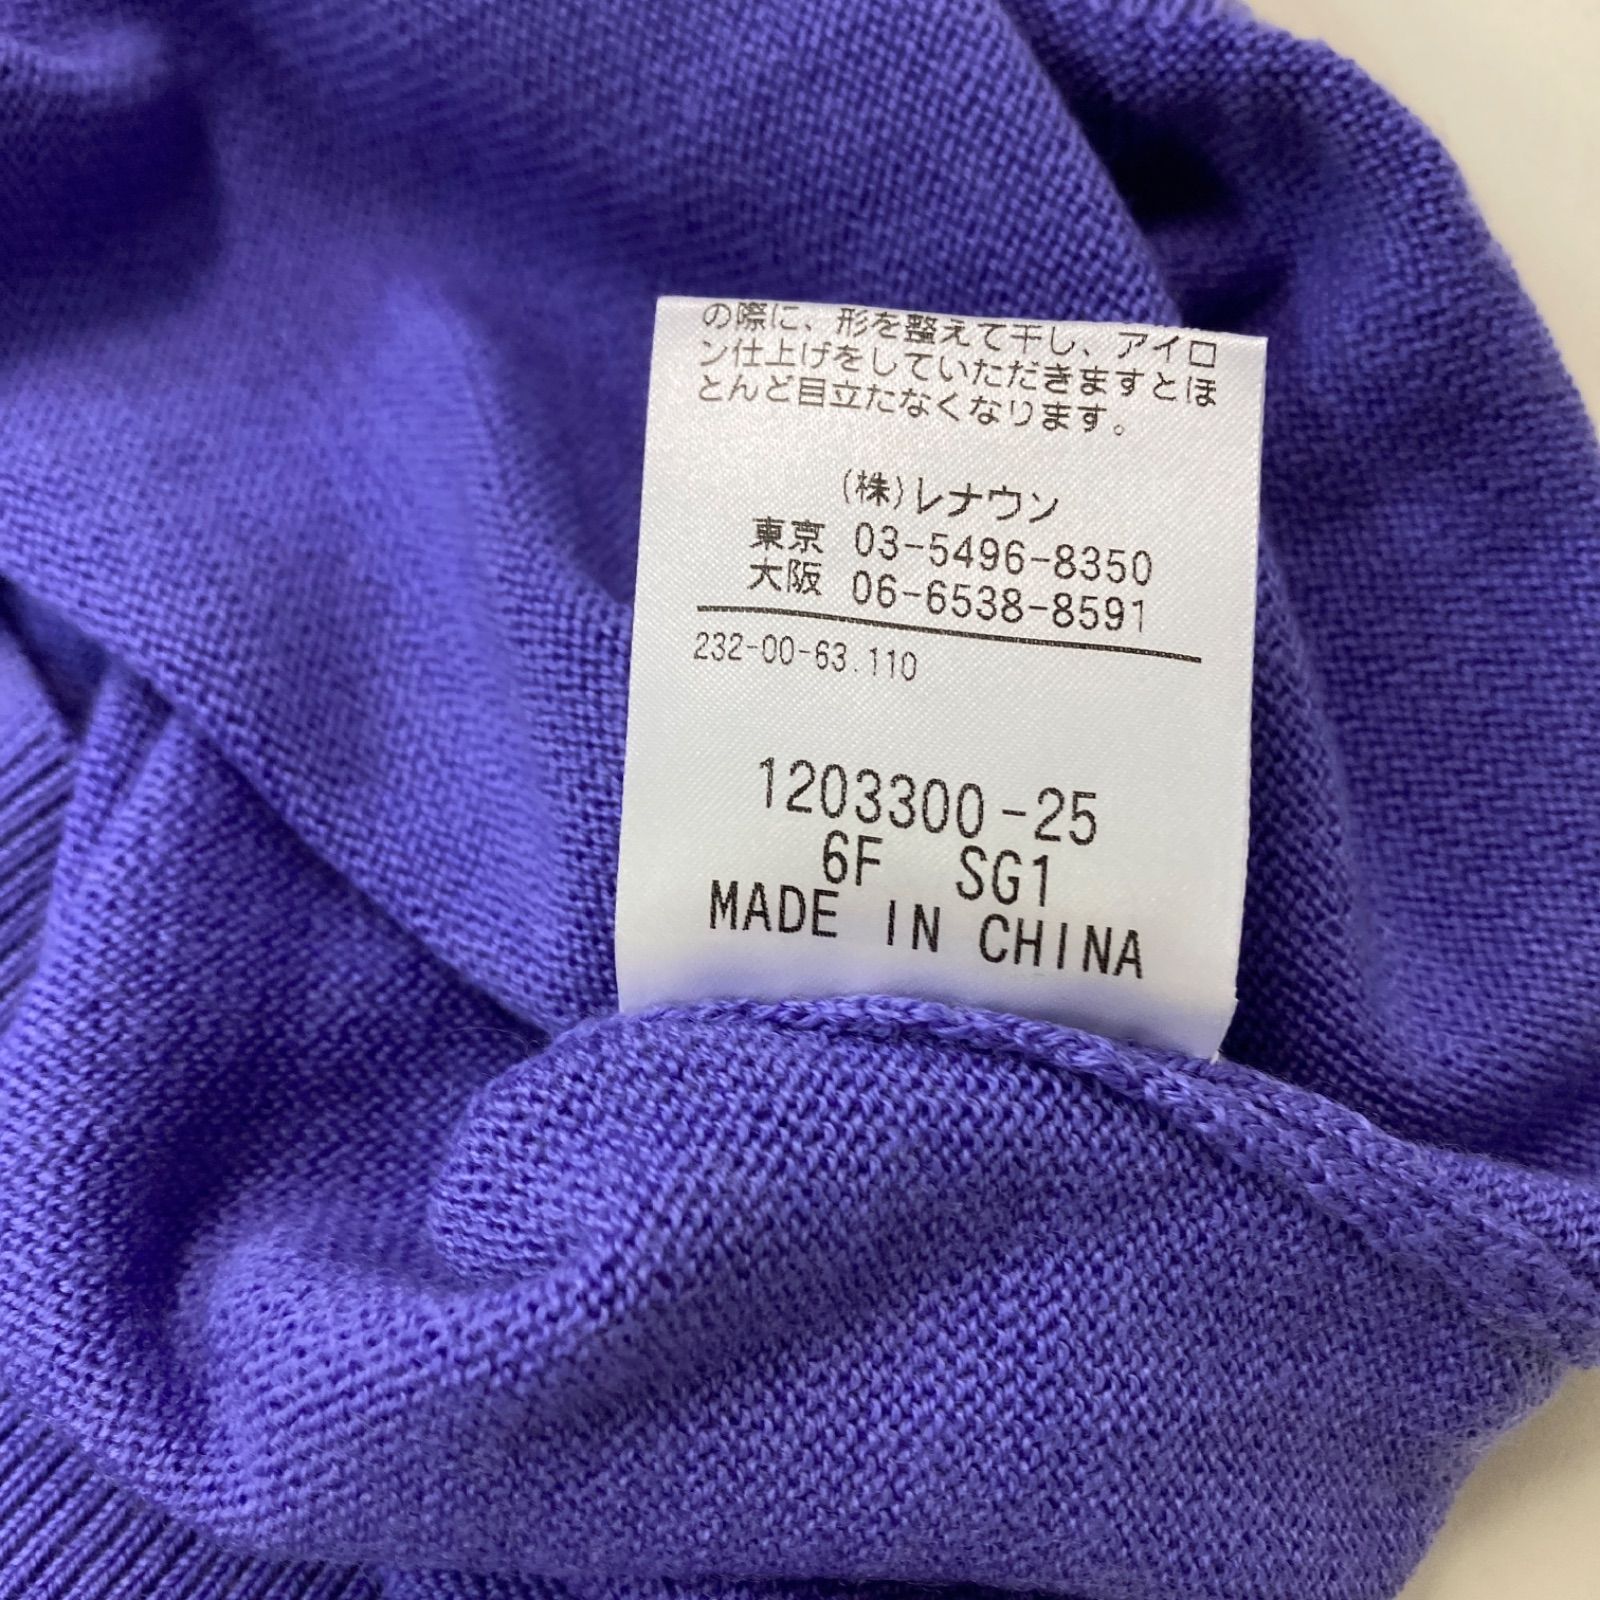 の際に、形を整えて干し、アイロ
ン仕上げをしていただきますとほ
とんど目立たなくなります。
(株)レナウン
東京 03-5496-8350
大阪 06-6538-8591
232-00-63.110
1203300-25
6F SG1
MADE IN CHINA